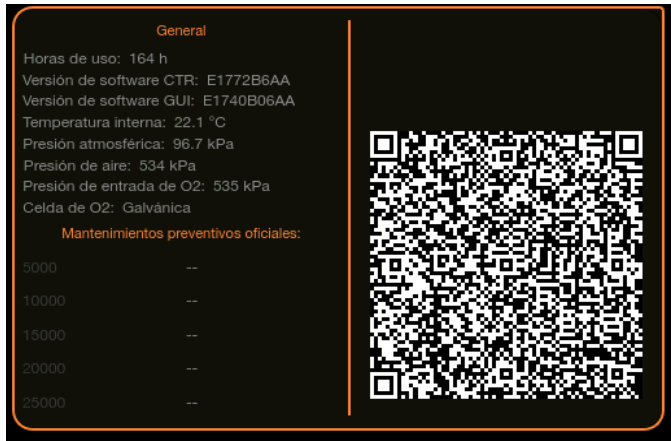 General
Horas de uso: 164 h
Versión de software CTR: E1772B6AA
Versión de software GUI: E1740B06AA
Temperatura interna: 22.1 °C
Presión atmosférica: 96.7 kPa
Presión de aire: 534 kPa
Presión de entrada de O2: 535 kPa
Celda de O2: Galvánica
Mantenimientos preventivos oficiales:
5000 --
10000 --
15000 --
20000 --
25000 --